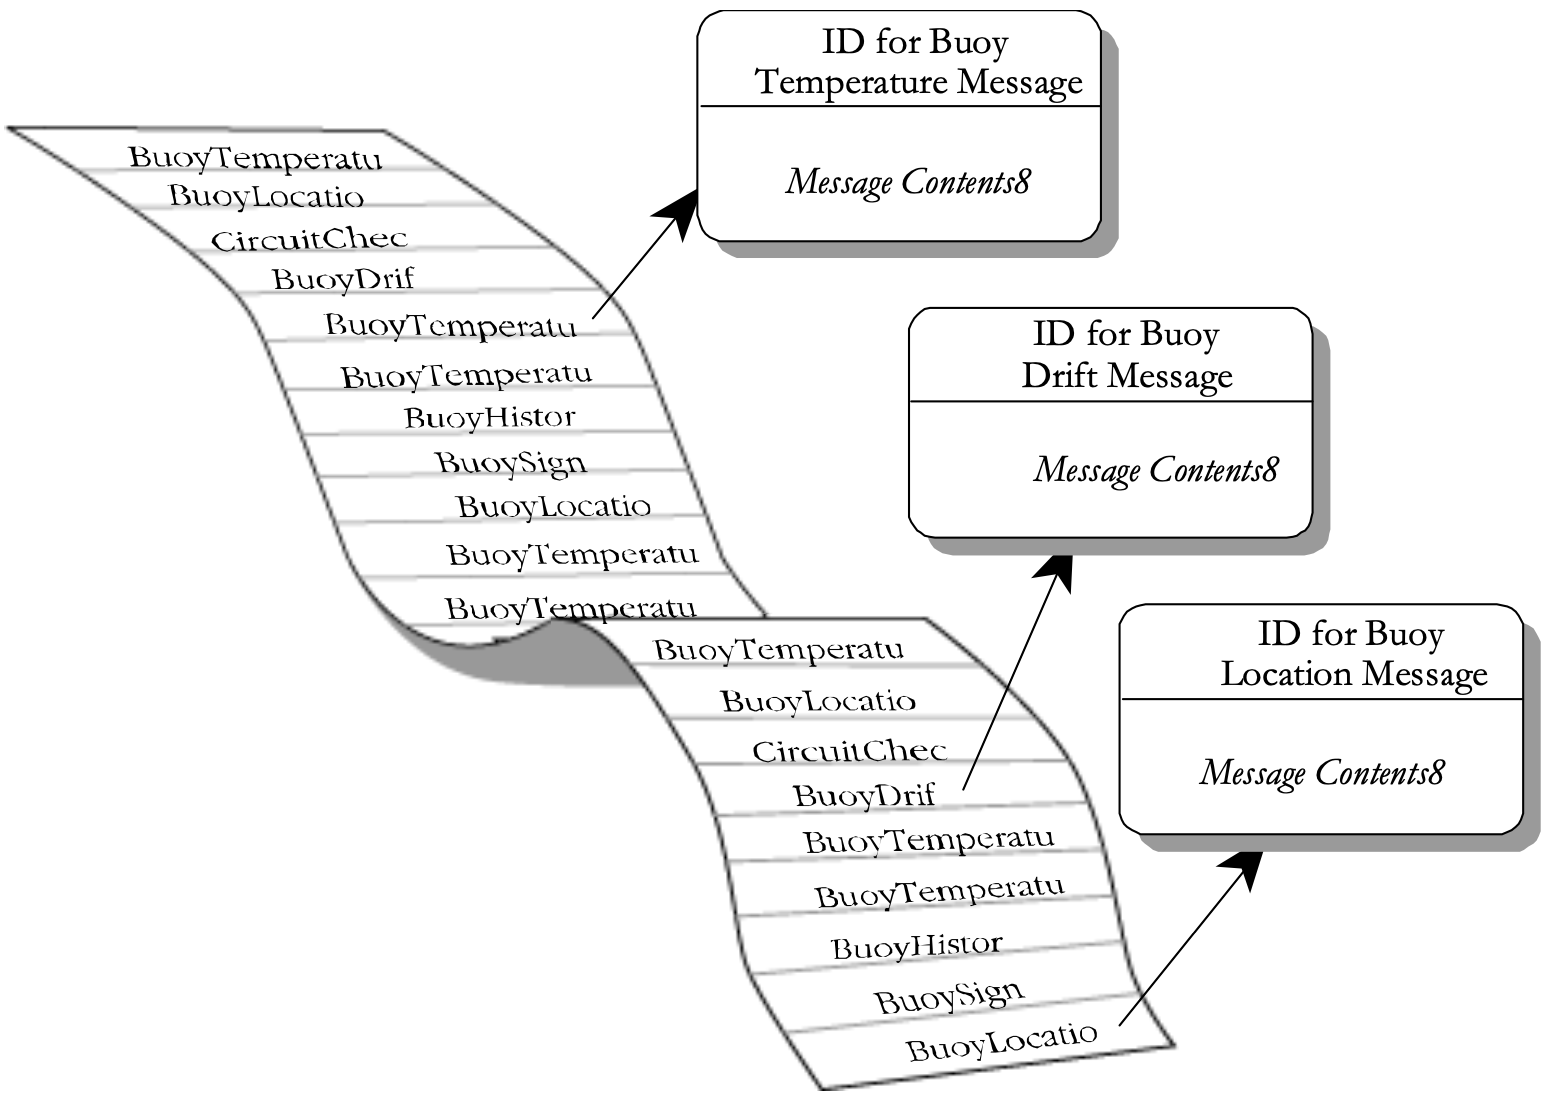 ID for Buoy
Temperature Message
Message Contents8
BuoyTemperatu
BuoyLocatio
CircuitChec
BuoyDrif
BuoyTemperatu
BuoyTemperatu
BuoyHistor
BuoySign
BuoyLocatio
BuoyTemperatu
BuoyTemperatu
ID for Buoy
Drift Message
Message Contents8
BuoyTemperatu
BuoyLocatio
CircuitChec
BuoyDrif
BuoyTemperatu
BuoyTemperatu
BuoyHistor
BuoySign
BuoyLocatio
ID for Buoy
Location Message
Message Contents8